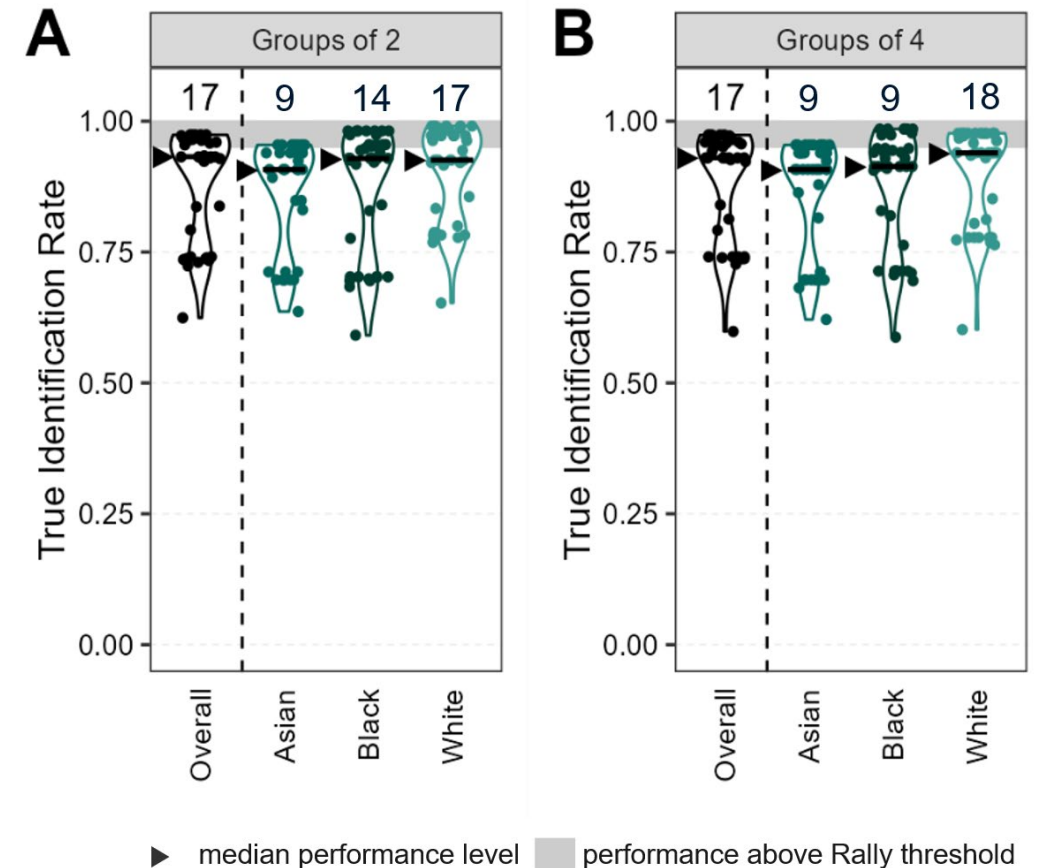 A
Groups of 2
17 9 14 17
1.00
0.75
0.50
0.25
0.00
True Identification Rate
Overall
Asian
Black
White
B
Groups of 4
17 9 9 18
1.00
0.75
0.50
0.25
0.00
True Identification Rate
Overall
Asian
Black
White
median performance level
performance above Rally threshold